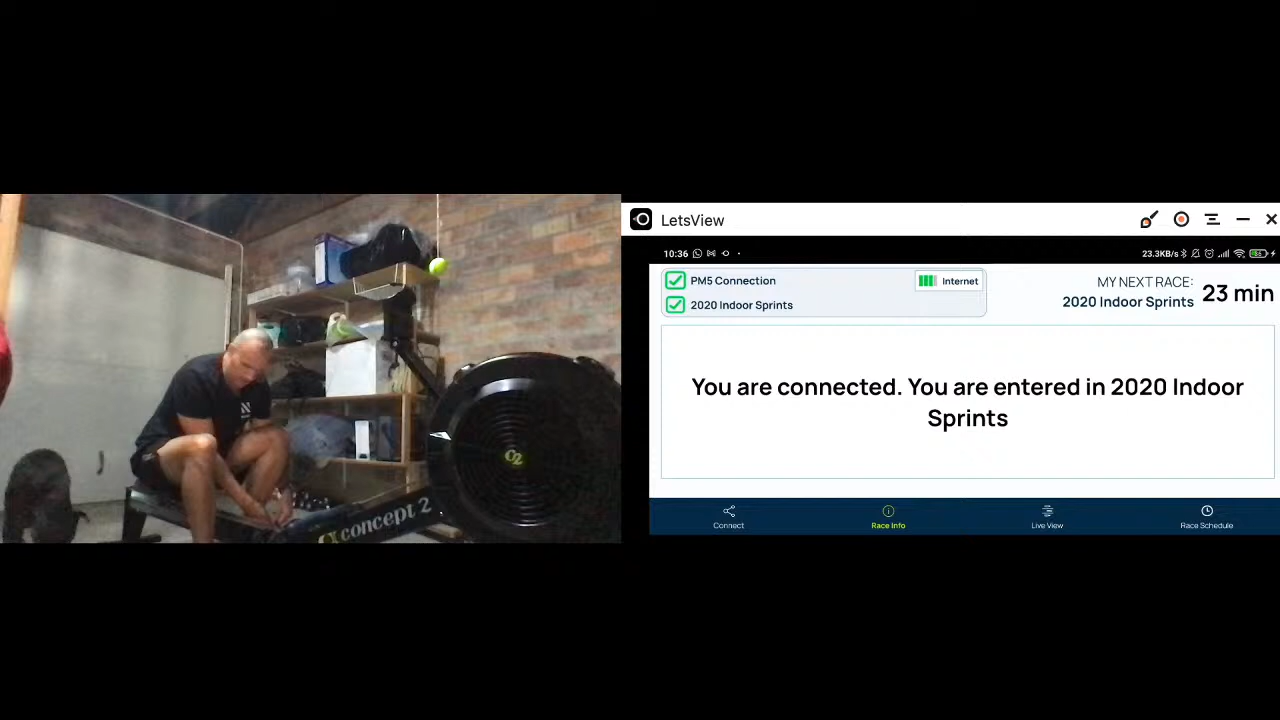 LetsView
10:36
23.3KB/s
PM5 Connection
Internet
2020 Indoor Sprints
MY NEXT RACE:
2020 Indoor Sprints
23 min
You are connected. You are entered in 2020 Indoor
Sprints
Connect
Race Info
Live View
Race Schedule
concept 2